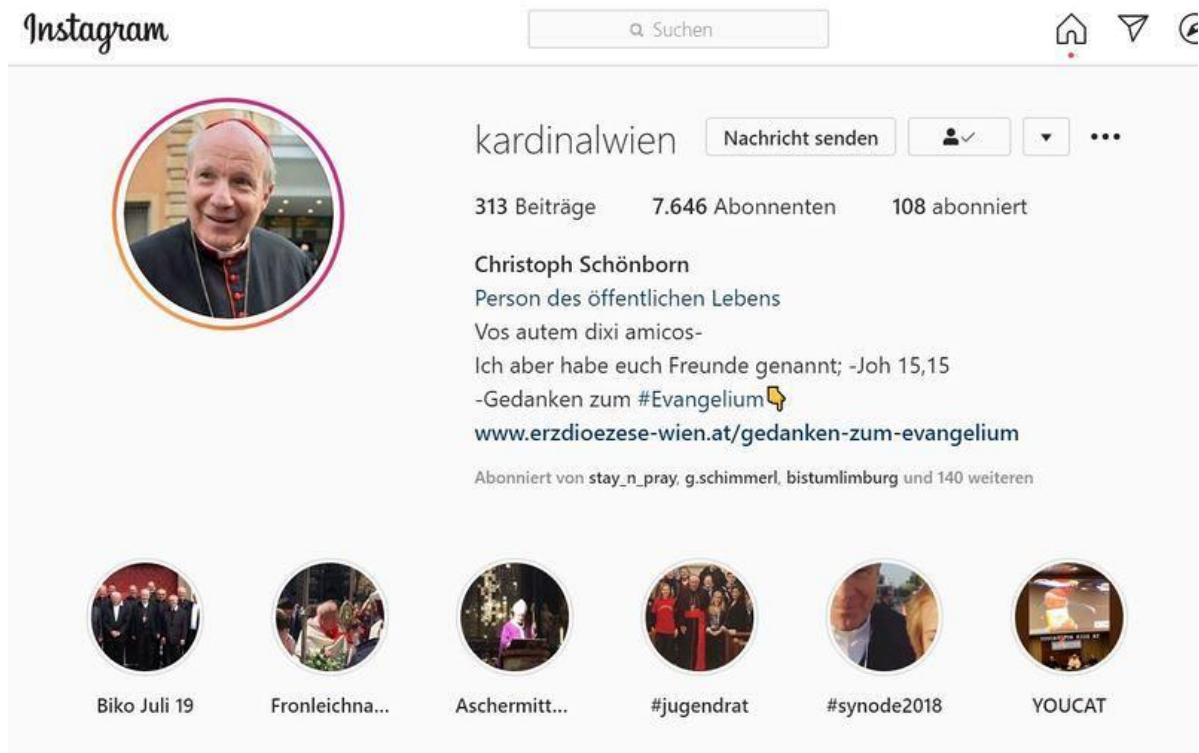 Instagram
Suchen
kardinalwien Nachricht senden
313 Beiträge 7.646 Abonnenten 108 abonniert
Christoph Schönborn
Person des öffentlichen Lebens
Vos autem dixi amicos-
Ich aber habe euch Freunde genannt; -Joh 15,15
-Gedanken zum #Evangelium👇
www.erzdioezese-wien.at/gedanken-zum-evangelium
Abonniert von stay_n_pray, g.schimmerl, bistumlimburg und 140 weiteren
Biko Juli 19 Fronleichna... Aschermitt... #jugendrat #synode2018 YOUCAT